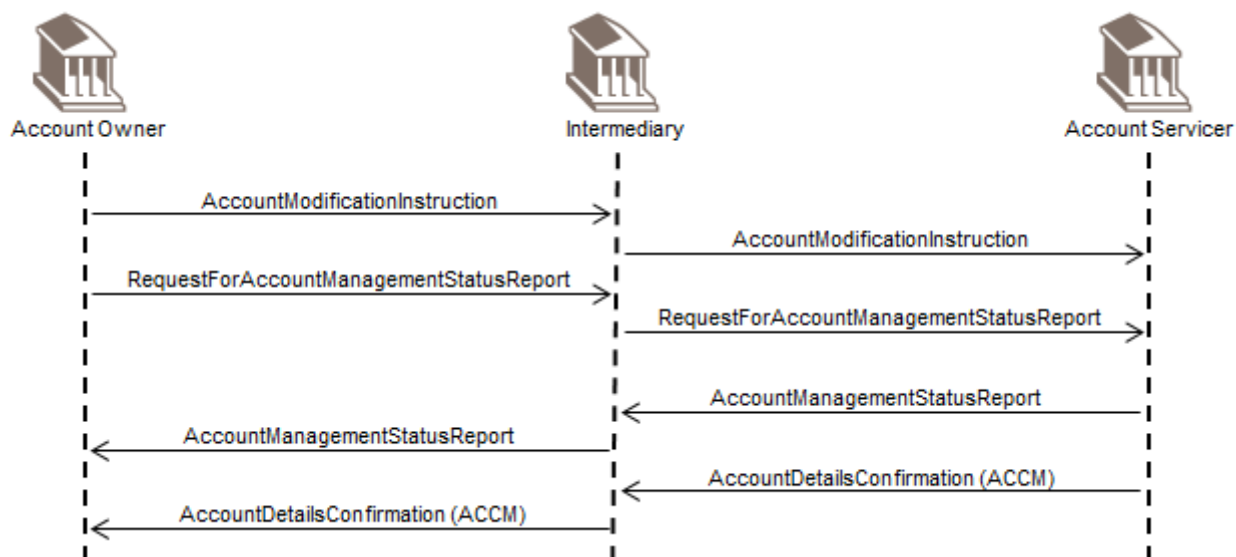 Account Owner
Intermediary
Account Servicer
AccountModificationInstruction
AccountModificationInstruction
RequestForAccountManagementStatusReport
RequestForAccountManagementStatusReport
AccountManagementStatusReport
AccountManagementStatusReport
AccountDetailsConfirmation (ACCM)
AccountDetailsConfirmation (ACCM)